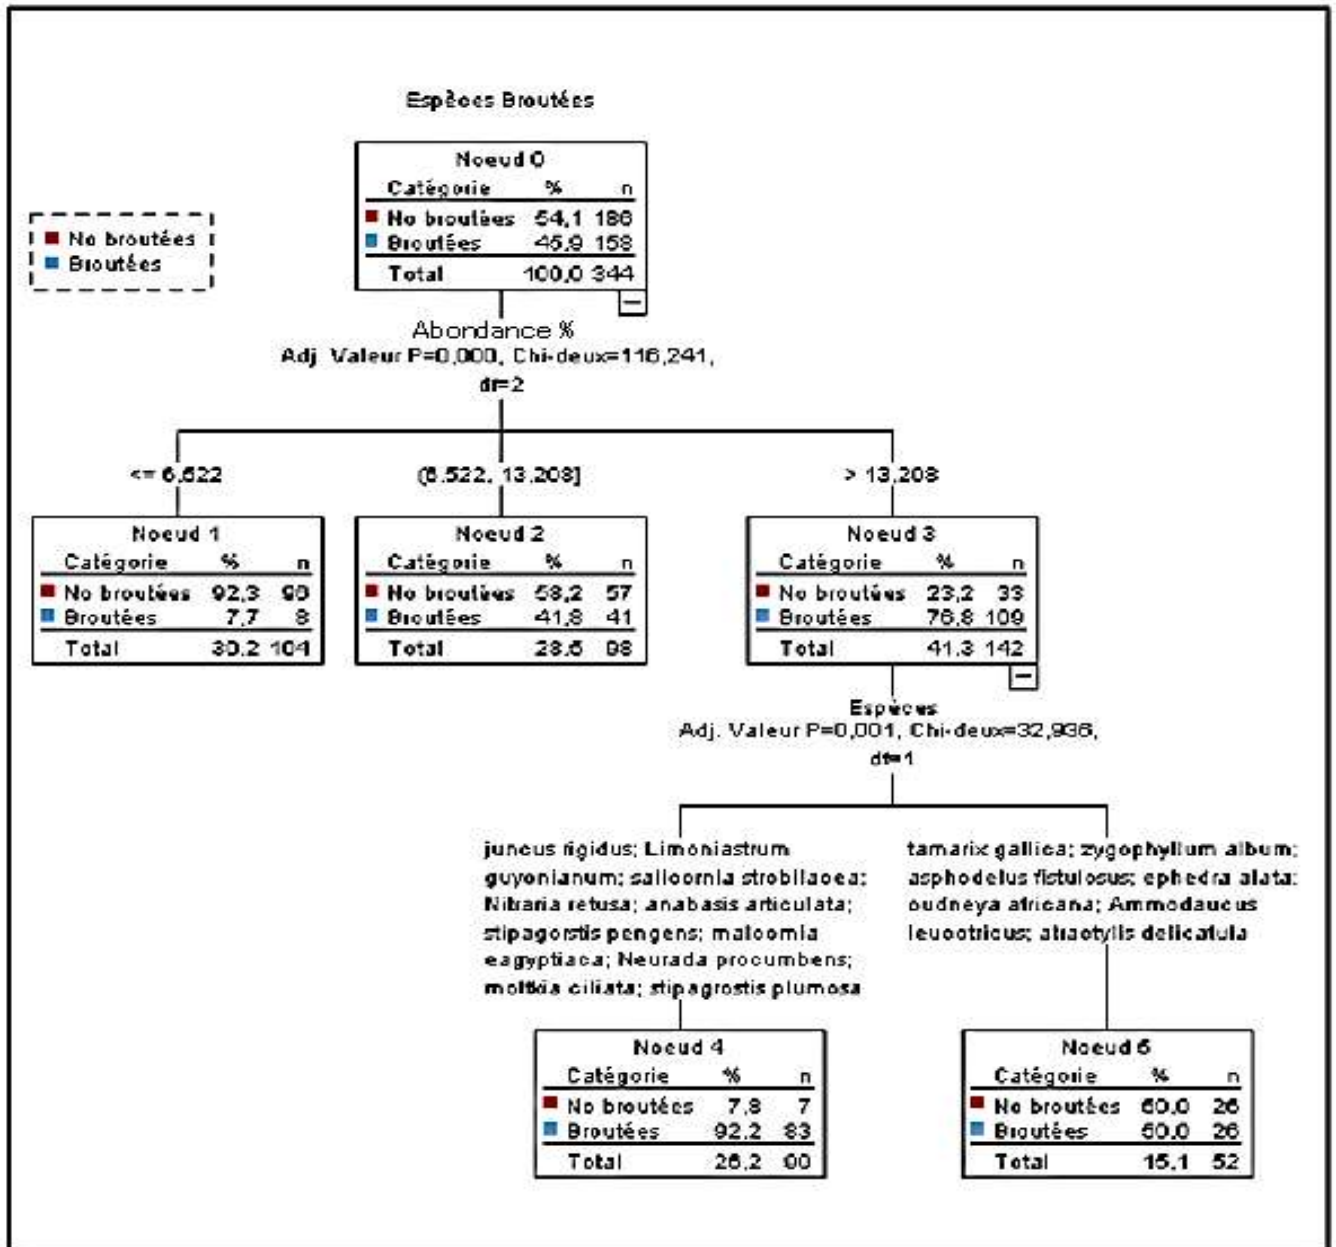 Espèces Broutées
Noeud 0
Catégorie % n
No broutées 54,1 186
Broutées 45,9 158
Total 100,0 344
No broutées
Broutées
Abondance %
Adj. Valeur P=0,000, Chi-deux=116,241,
df=2
<= 6.522
(6.522, 13.208]
> 13,208
Noeud 1
Catégorie % n
No broutées 92,3 96
Broutées 7,7 8
Total 30,2 104
Noeud 2
Catégorie % n
No broutées 58,2 57
Broutées 41,8 41
Total 28,5 98
Noeud 3
Catégorie % n
No broutées 23,2 33
Broutées 76,8 109
Total 41,3 142
Espèces
Adj. Valeur P=0,001, Chi-deux=32,936,
df=1
juncus rigidus; Limoniastrum
guyonianum; salicornia strobilacea;
Nitraria retusa; anabasis articulata;
stipagorstis pengens; malcomia
eagyptiaca; Neurada procumbens;
moltkia ciliata; stipagrostis plumosa
tamarix gallica; zygophyllum album;
asphodelus fistulosus; ephedra alata;
oudneya africana; Ammodaucus
leucotricus; atractylis delicatula
Noeud 4
Catégorie % n
No broutées 7,8 7
Broutées 92,2 83
Total 26,2 90
Noeud 5
Catégorie % n
No broutées 50,0 26
Broutées 50,0 26
Total 15,1 52